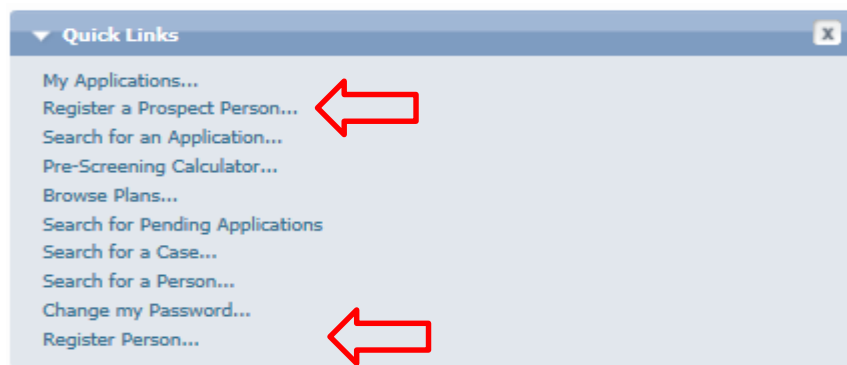 Quick Links
X
My Applications...
Register a Prospect Person...
Search for an Application...
Pre-Screening Calculator...
Browse Plans...
Search for Pending Applications
Search for a Case...
Search for a Person...
Change my Password...
Register Person...